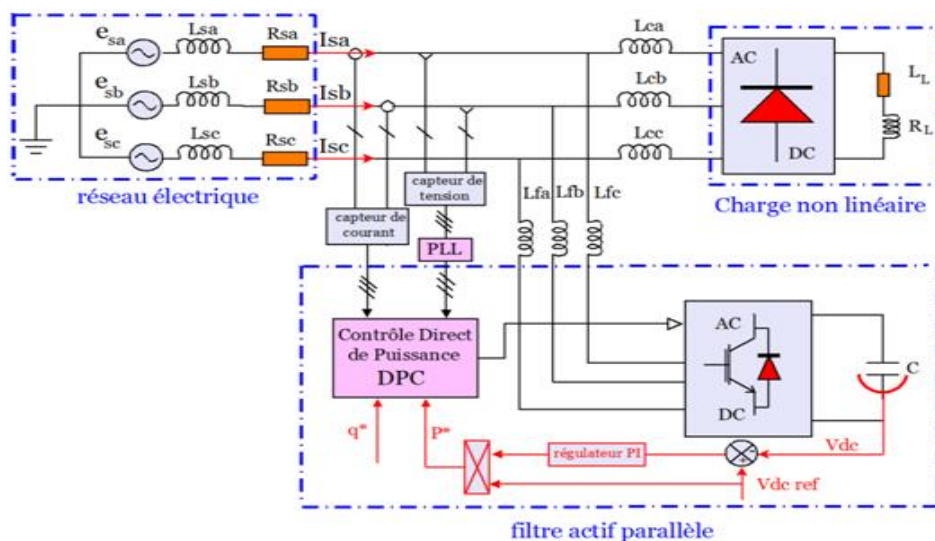 esa
Lsa
Rsa
Isa
esb
Lsb
Rsb
Isb
esc
Lsc
Rsc
Isc
réseau électrique
Lca
Lcb
Lcc
AC
DC
LL
RL
Charge non linéaire
capteur de
courant
capteur de
tension
PLL
Lfa
Lfb
Lfc
Contrôle Direct
de Puissance
DPC
AC
DC
C
q*
P*
régulateur PI
Vdc
Vdc ref
filtre actif parallèle